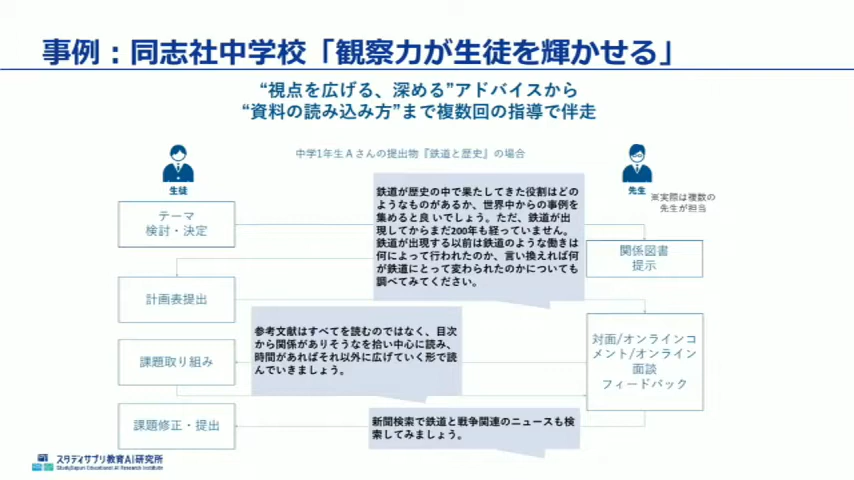 事例：同志社中学校「観察力が生徒を輝かせる」
“視点を広げる、深める”アドバイスから
“資料の読み込み方”まで複数回の指導で伴走
中学1年生Aさんの提出物『鉄道と歴史』の場合
生徒
先生
※実際は複数の
先生が担当
テーマ
検討・決定
鉄道が歴史の中で果たしてきた役割はどの
ようなものがあるか、世界中からの事例を
集めると良いでしょう。ただ、鉄道が出
現してからまだ200年も経っていません。
鉄道が出現する以前は鉄道のような働きは
何によって行われたのか、言い換えれば何
が鉄道にとって変わられたのかについても
調べてみてください。
関係図書
提示
計画表提出
参考文献はすべてを読むのではなく、目次
から関係がありそうなを拾い中心に読み、
時間があればそれ以外に広げていく形で読
んでいきましょう。
対面/オンラインコ
メント/オンライン
面談
フィードバック
課題取り組み
課題修正・提出
新聞検索で鉄道と戦争関連のニュースも検
索してみましょう。
スタディサプリ教育AI研究所
StudySapuri Educational AI Research Institute